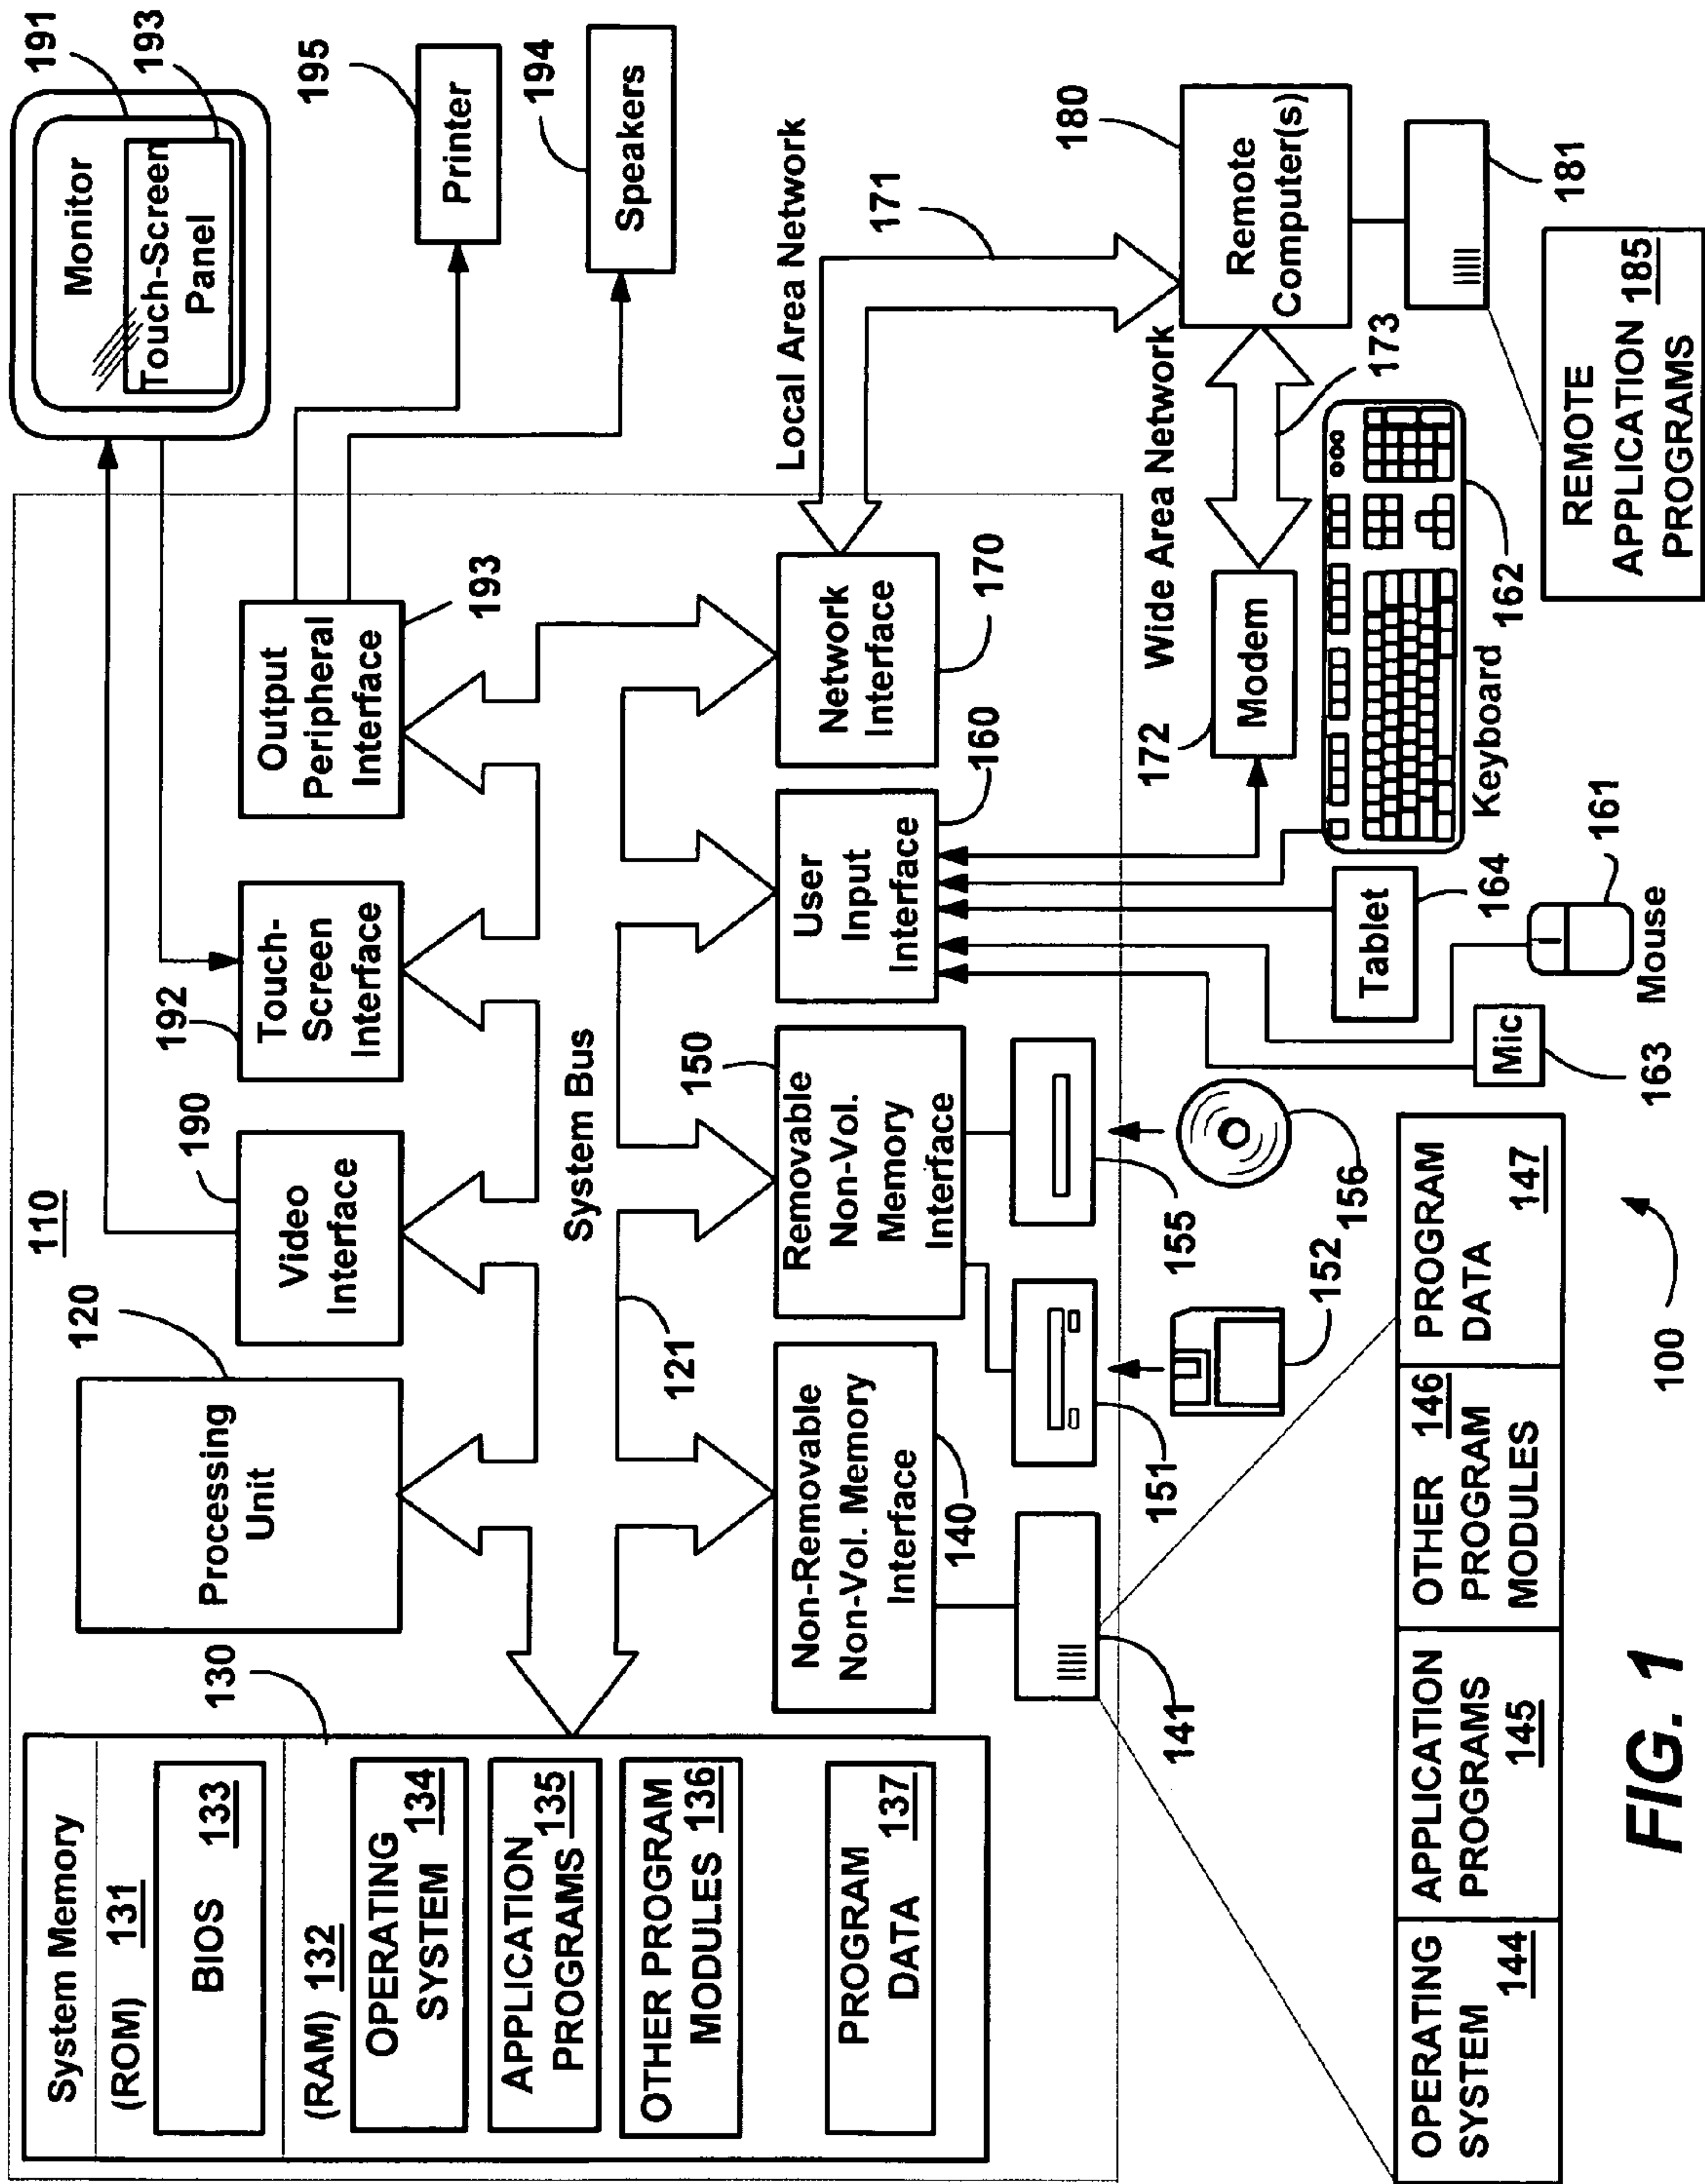 110
System Memory
(ROM) 131
BIOS 133
(RAM) 132
OPERATING
SYSTEM 134
APPLICATION
PROGRAMS 135
OTHER PROGRAM
MODULES 136
PROGRAM
DATA 137
130
Processing
Unit
120
Video
Interface
190
Touch-
Screen
Interface
192
Output
Peripheral
Interface
193
Monitor
Touch-Screen
Panel
191
193
Printer
195
Speakers
194
System Bus
121
Non-Removable
Non-Vol. Memory
Interface
140
Removable
Non-Vol.
Memory
Interface
150
User
Input
Interface
160
Network
Interface
170
Local Area Network
171
Wide Area Network
173
Modem
172
Remote
Computer(s)
180
181
REMOTE
APPLICATION 185
PROGRAMS
141
151
152
155
156
Mic
163
Tablet
164
Mouse
161
Keyboard
162
OPERATING
SYSTEM 144
APPLICATION
PROGRAMS 145
OTHER 146
PROGRAM
MODULES
PROGRAM
DATA 147
100
FIG. 1